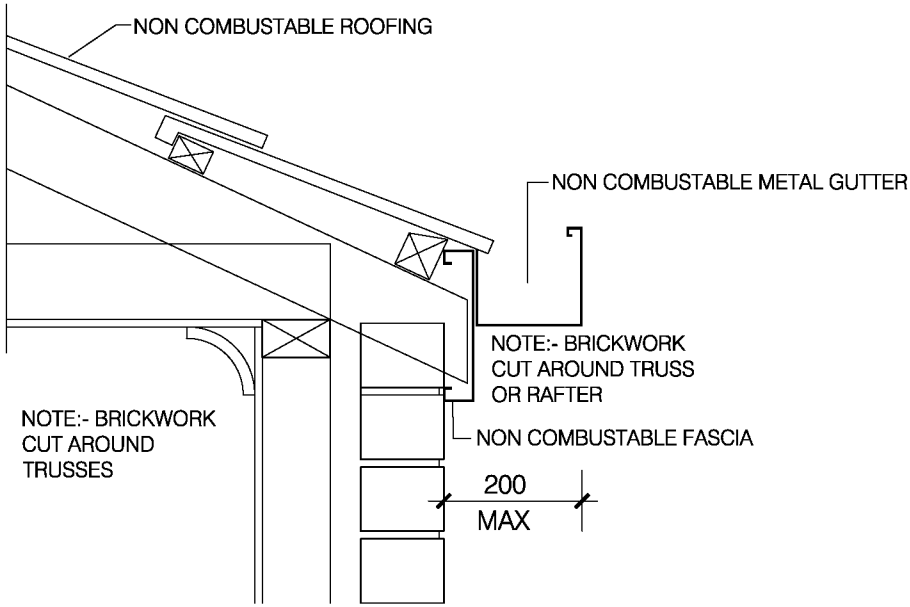 NON COMBUSTABLE ROOFING
NON COMBUSTABLE METAL GUTTER
NOTE:- BRICKWORK
CUT AROUND TRUSS
OR RAFTER
NOTE:- BRICKWORK
CUT AROUND
TRUSSES
NON COMBUSTABLE FASCIA
200
MAX